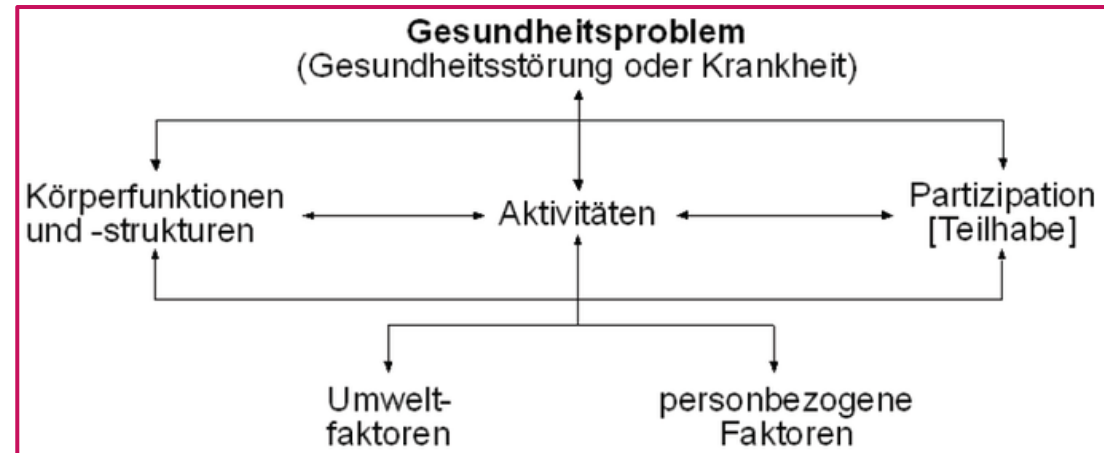 Gesundheitsproblem
(Gesundheitsstörung oder Krankheit)
Körperfunktionen
und -strukturen
Aktivitäten
Partizipation
[Teilhabe]
Umwelt-
faktoren
personbezogene
Faktoren